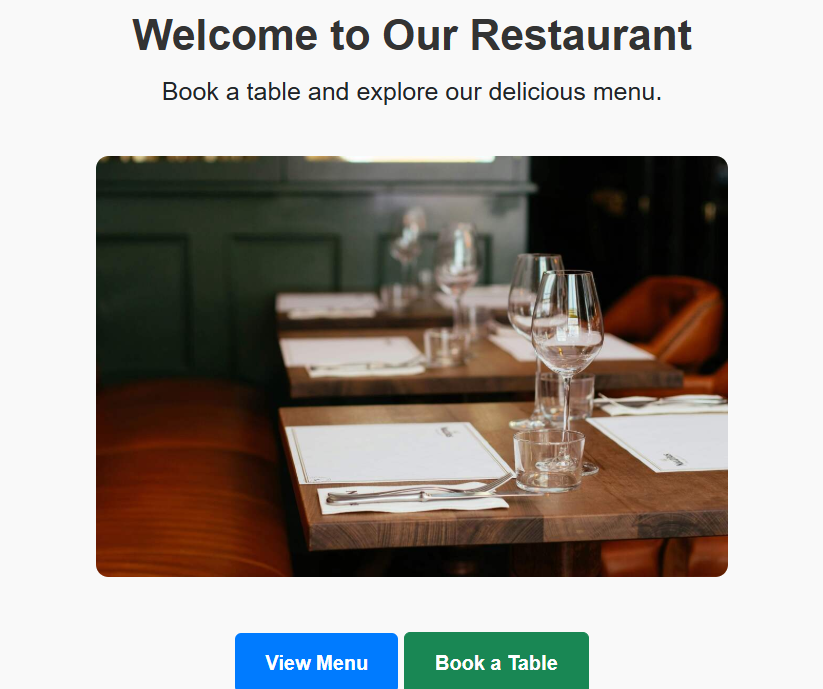 Welcome to Our Restaurant
Book a table and explore our delicious menu.
View Menu
Book a Table